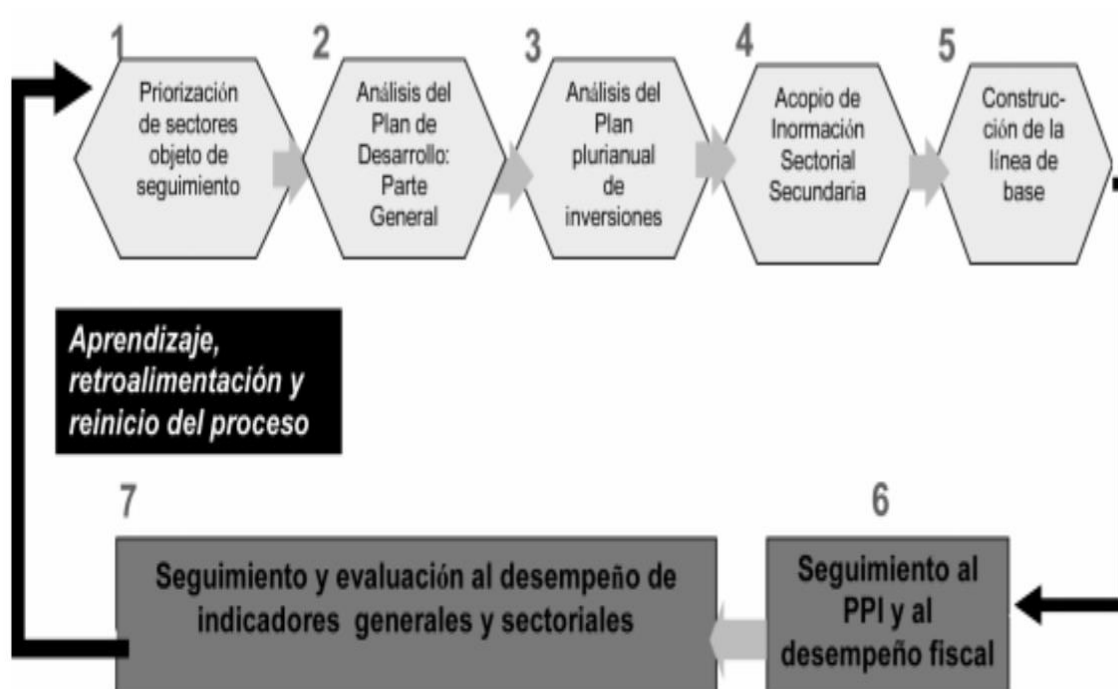 1
Priorización
de sectores
objeto de
seguimiento
2
Análisis del
Plan de
Desarrollo:
Parte
General
3
Análisis del
Plan
plurianual
de
inversiones
4
Acopio de
Inormación
Sectorial
Secundaria
5
Construc-
ción de la
línea de
base
Aprendizaje,
retroalimentación y
reinicio del proceso
6
Seguimiento al
PPI y al
desempeño fiscal
7
Seguimiento y evaluación al desempeño de
indicadores generales y sectoriales